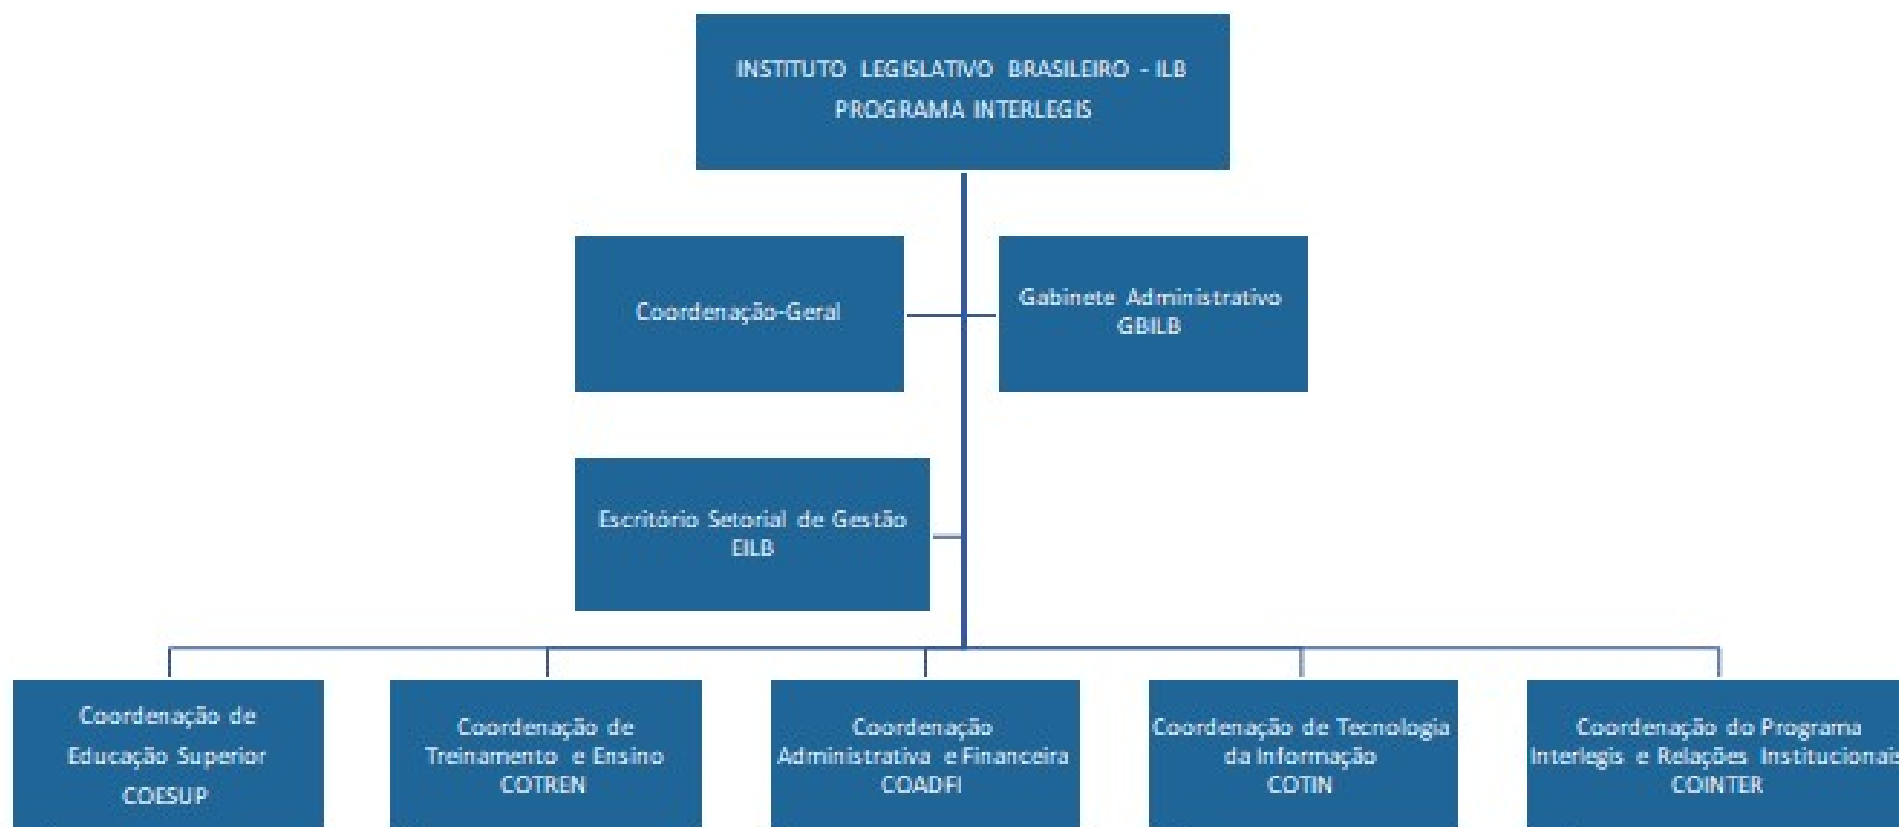 INSTITUTO LEGISLATIVO BRASILEIRO - ILB
PROGRAMA INTERLEGIS
Coordenação-Geral
Gabinete Administrativo
GBILB
Escritório Setorial de Gestão
EILB
Coordenação de
Educação Superior
COESUP
Coordenação de
Treinamento e Ensino
COTREN
Coordenação
Administrativa e Financeira
COADFI
Coordenação de Tecnologia
da Informação
COTIN
Coordenação do Programa
Interlegis e Relações Institucionais
COINTER